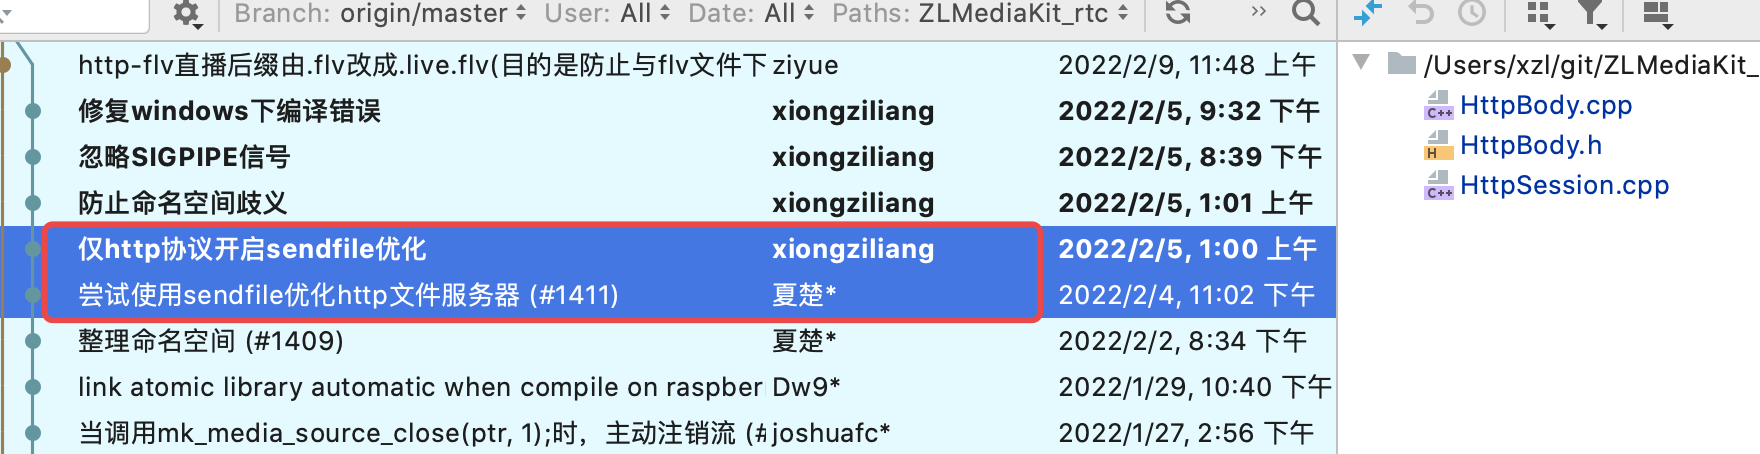 Branch: origin/master User: All Date: All Paths: ZLMediaKit_rtc
http-flv直播后缀由.flv改成.live.flv(目的是防止与flv文件下 ziyue 2022/2/9, 11:48 上午
修复windows下编译错误 xiongziliang 2022/2/5, 9:32 下午
忽略SIGPIPE信号 xiongziliang 2022/2/5, 8:39 下午
防止命名空间歧义 xiongziliang 2022/2/5, 1:01 上午
仅http协议开启sendfile优化 xiongziliang 2022/2/5, 1:00 上午
尝试使用sendfile优化http文件服务器 (#1411) 夏楚* 2022/2/4, 11:02 下午
整理命名空间 (#1409) 夏楚* 2022/2/2, 8:34 下午
link atomic library automatic when compile on raspber Dw9* 2022/1/29, 10:40 下午
当调用mk_media_source_close(ptr, 1);时，主动注销流 (# joshuafc* 2022/1/27, 2:56 下午
/Users/xzl/git/ZLMediaKit_
C++ HttpBody.cpp
H HttpBody.h
C++ HttpSession.cpp